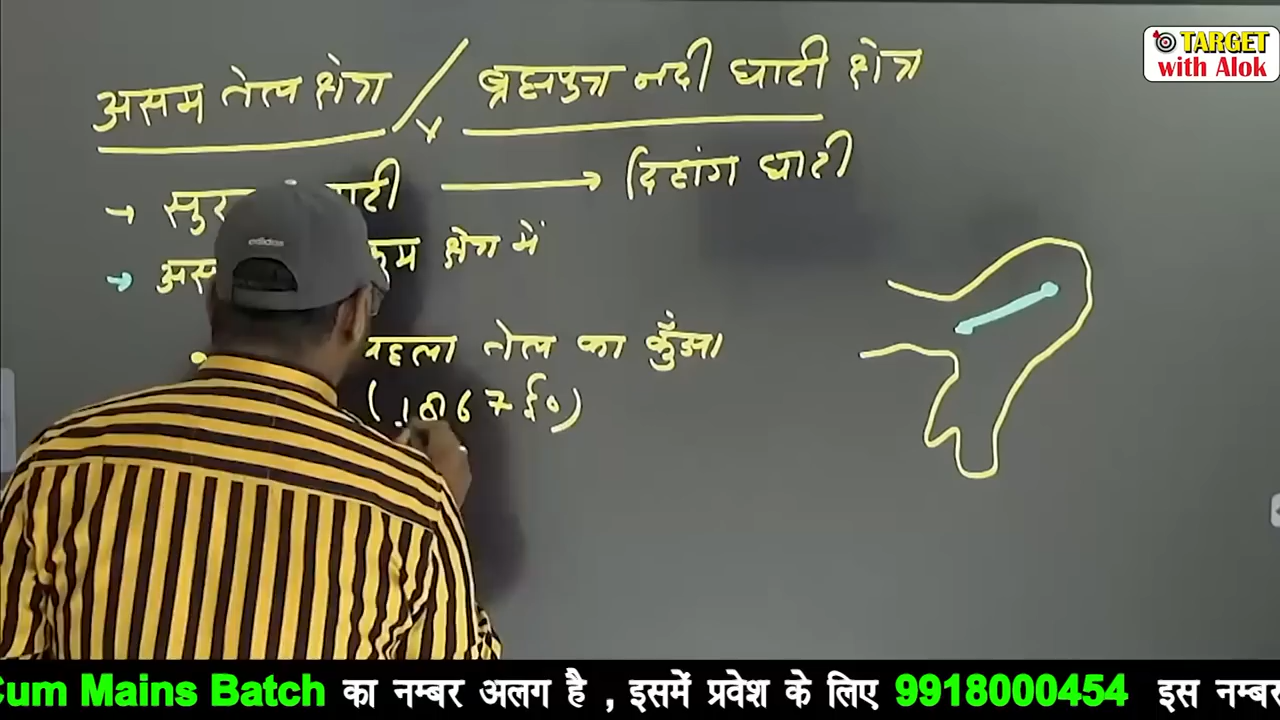 असम तेल क्षेत्र / ब्रह्मपुत्र नदी घाटी क्षेत्र
→ → दिहांग घाटी
→ क्षेत्र में
पहला तेल का कुँआ
(1867 ई०)
TARGET
with Alok
Cum Mains Batch का नम्बर अलग है , इसमें प्रवेश के लिए 9918000454 इस नम्बर